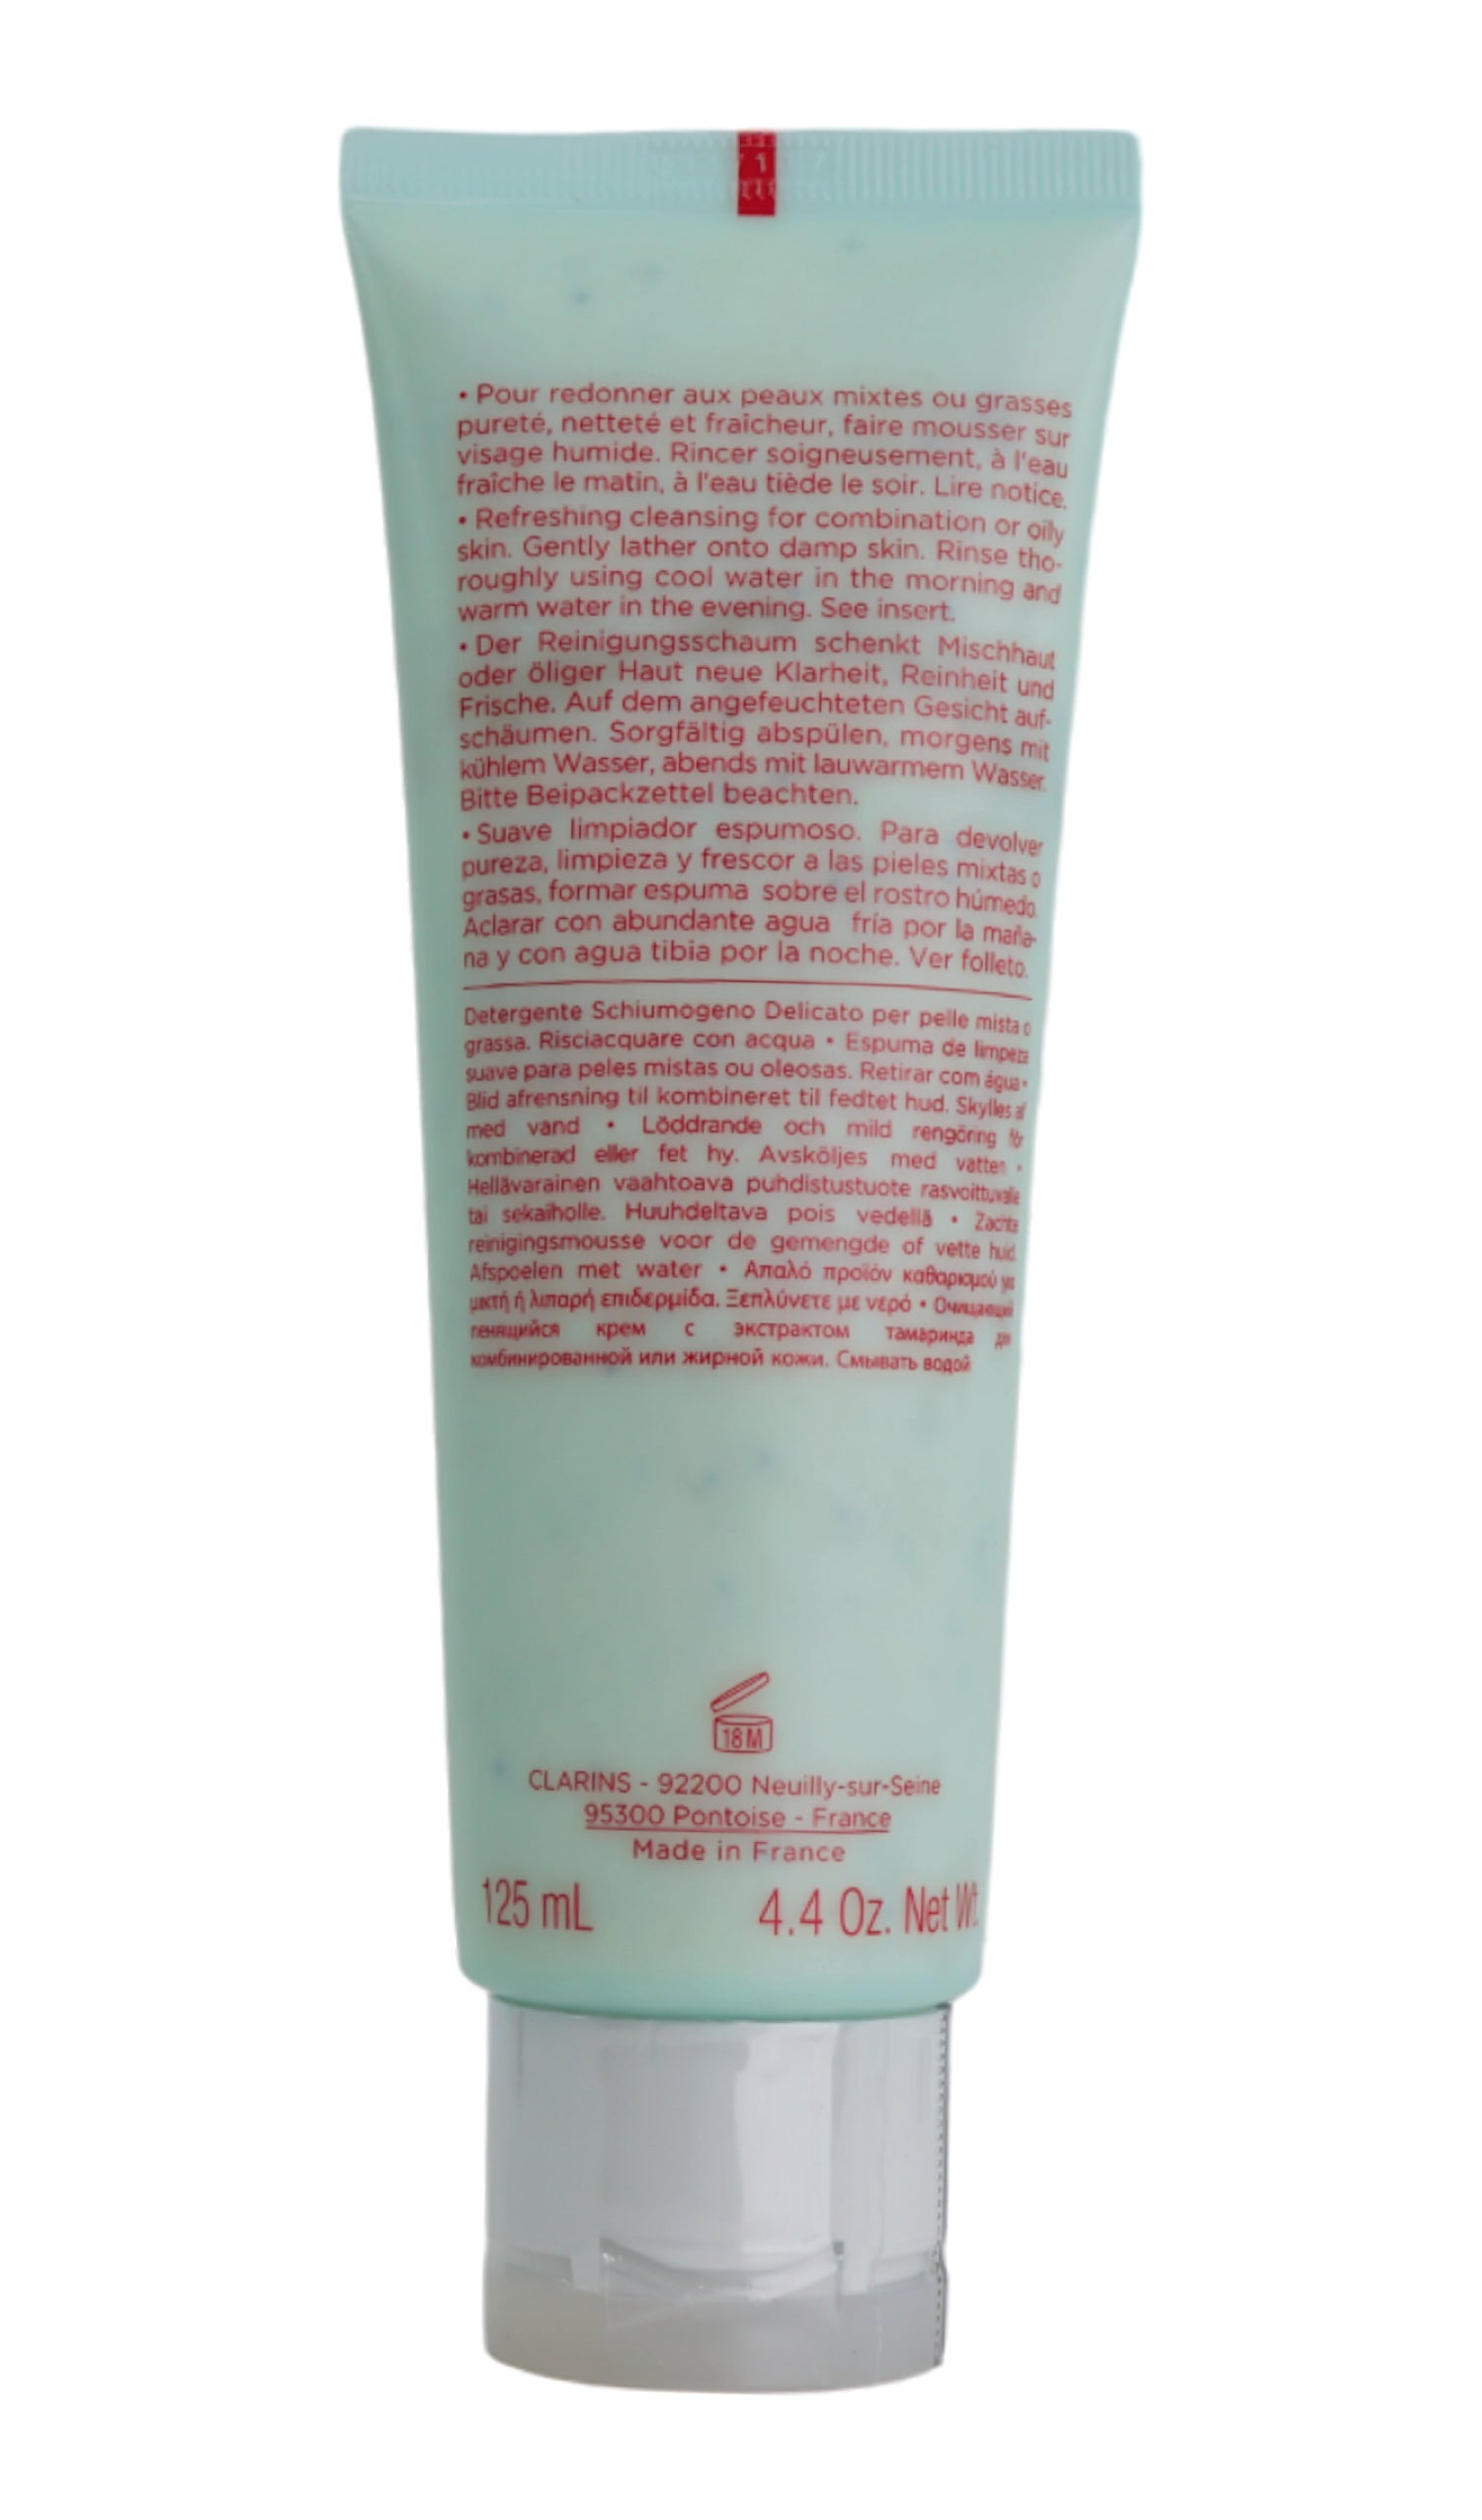 • Pour redonner aux peaux mixtes ou grasses
pureté, netteté et fraîcheur, faire mousser sur
visage humide. Rincer soigneusement, à l'eau
fraîche le matin, à l'eau tiède le soir. Lire notice.
• Refreshing cleansing for combination or oily
skin. Gently lather onto damp skin. Rinse tho-
roughly using cool water in the morning and
warm water in the evening. See insert.
• Der Reinigungsschaum schenkt Mischhaut
oder öliger Haut neue Klarheit, Reinheit und
Frische. Auf dem angefeuchteten Gesicht auf-
schäumen. Sorgfältig abspülen, morgens mit
kühlem Wasser, abends mit lauwarmem Wasser.
Bitte Beipackzettel beachten.
• Suave limpiador espumoso. Para devolver
pureza, limpieza y frescor a las pieles mixtas o
grasas, formar espuma sobre el rostro húmedo.
Aclarar con abundante agua fría por la maña-
na y con agua tibia por la noche. Ver folleto.
Detergente Schiumogeno Delicato per pelle mista o
grassa. Risciacquare con acqua • Espuma de limpeza
suave para peles mistas ou oleosas. Retirar com água •
Blid afrensning til kombineret til fedtet hud. Skylles af
med vand • Löddrande och mild rengöring för
kombinerad eller fet hy. Avsköljes med vatten •
Hellävarainen vaahtoava puhdistustuote rasvoittuvalle
tai sekaiholle. Huuhdeltava pois vedellä • Zachte
reinigingsmousse voor de gemengde of vette huid.
Afspoelen met water • Απαλό προϊόν καθαρισμού για
μικτή ή λιπαρή επιδερμίδα. Ξεπλύνετε με νερό • Очищающий
пенящийся крем с экстрактом тамаринда для
комбинированной или жирной кожи. Смывать водой
18 M
CLARINS - 92200 Neuilly-sur-Seine
95300 Pontoise - France
Made in France
125 mL 4.4 Oz. Net Wt.